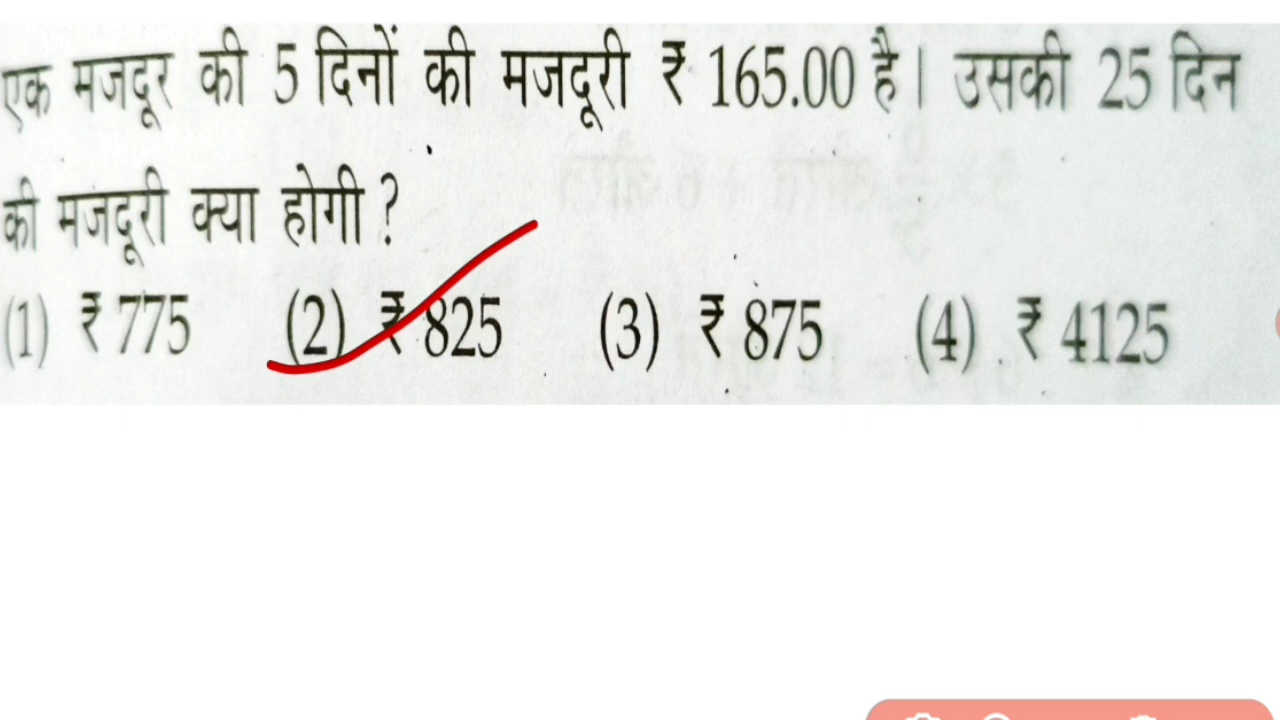 एक मजदूर की 5 दिनों की मजदूरी ₹ 165.00 है। उसकी 25 दिन
की मजदूरी क्या होगी ?
(1) ₹ 775 (2) ₹ 825 (3) ₹ 875 (4) ₹ 4125